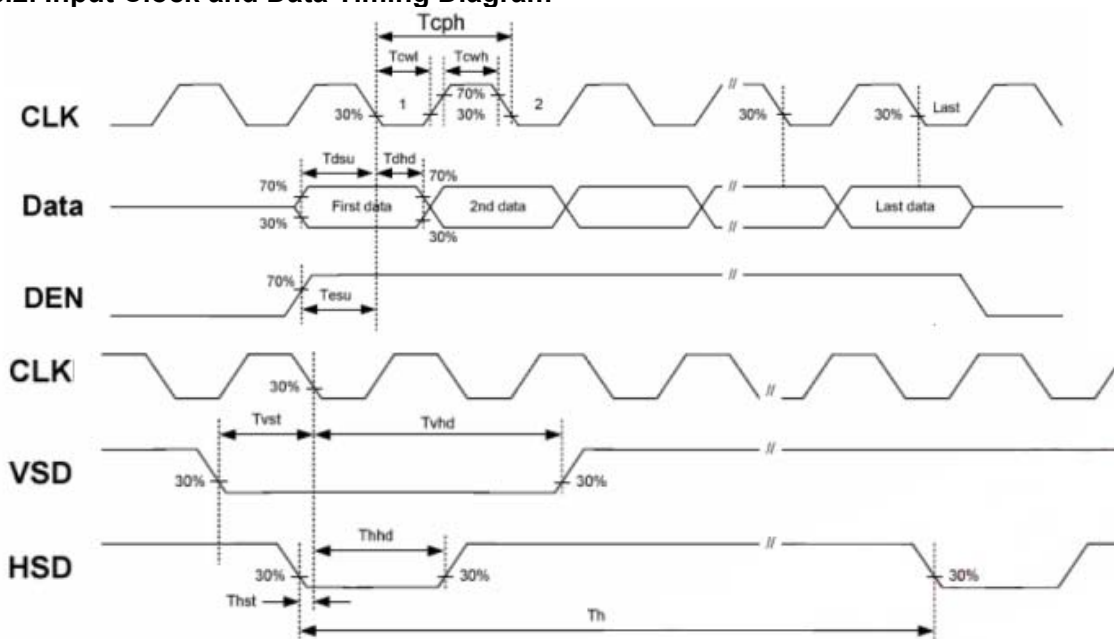 Input Clock and Data Timing Diagram
Tcph
Tcwl
Tcwh
CLK
30%
1
70%
30%
2
30%
30%
Last
Tdsu
Tdhd
Data
70%
30%
70%
30%
First data
2nd data
Last data
DEN
70%
Tesu
CLK
30%
Tvst
Tvhd
VSD
30%
30%
Thhd
HSD
30%
30%
30%
Thst
Th